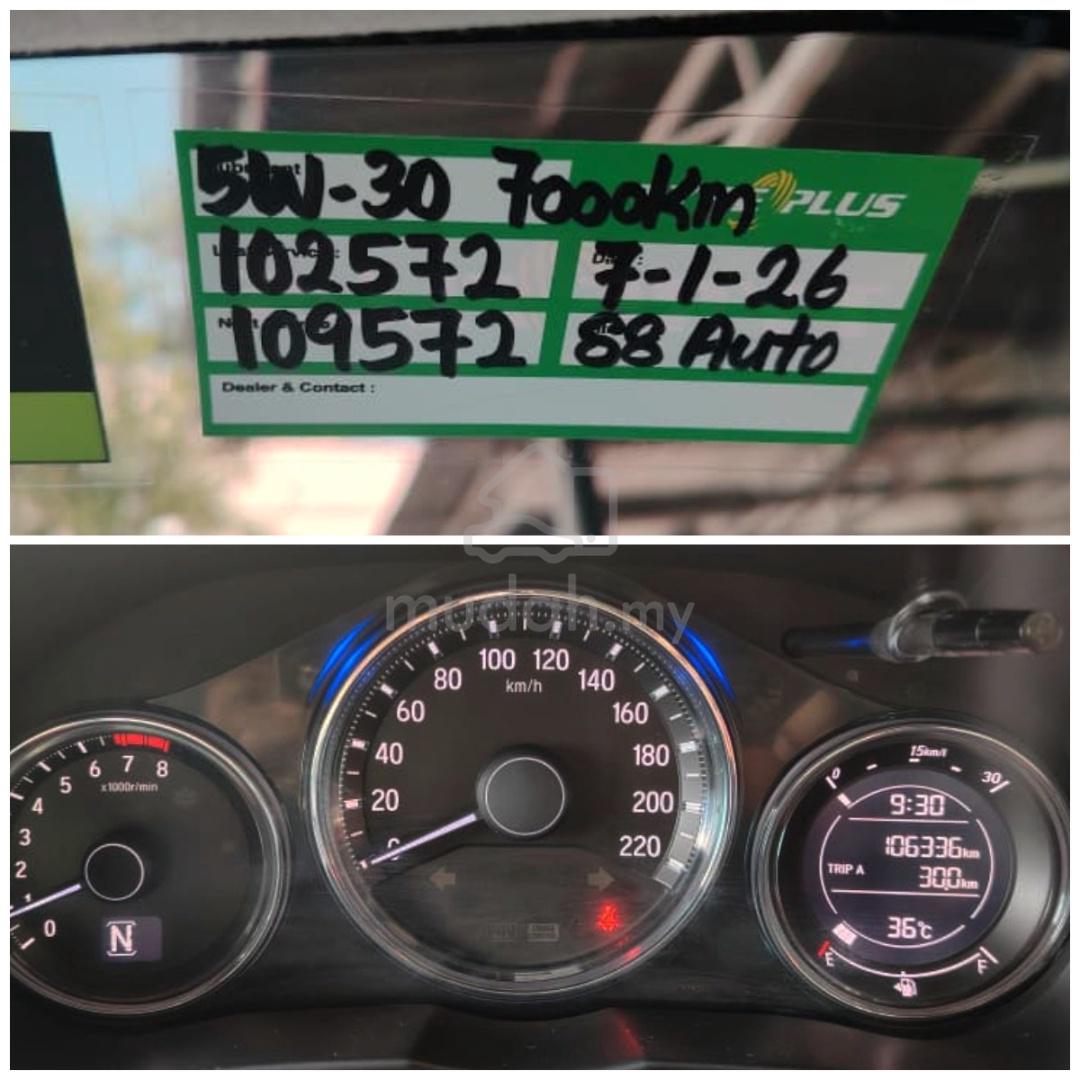 5W-30 7000Km
PLUS
102572
Date :
7-1-26
109572
88 Auto
Dealer & Contact :
mudah.my
0 1 2 3 4 5 6 7 8
x1000r/min
N
0 20 40 60 80 100 120 140 160 180 200 220
km/h
0 15km/l 30
9:30
106336km
TRIP A 30.0km
36°C
E F